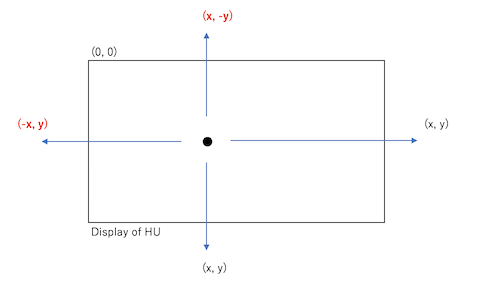 (x, -y)
(0, 0)
(-x, y)
(x, y)
Display of HU
(x, y)